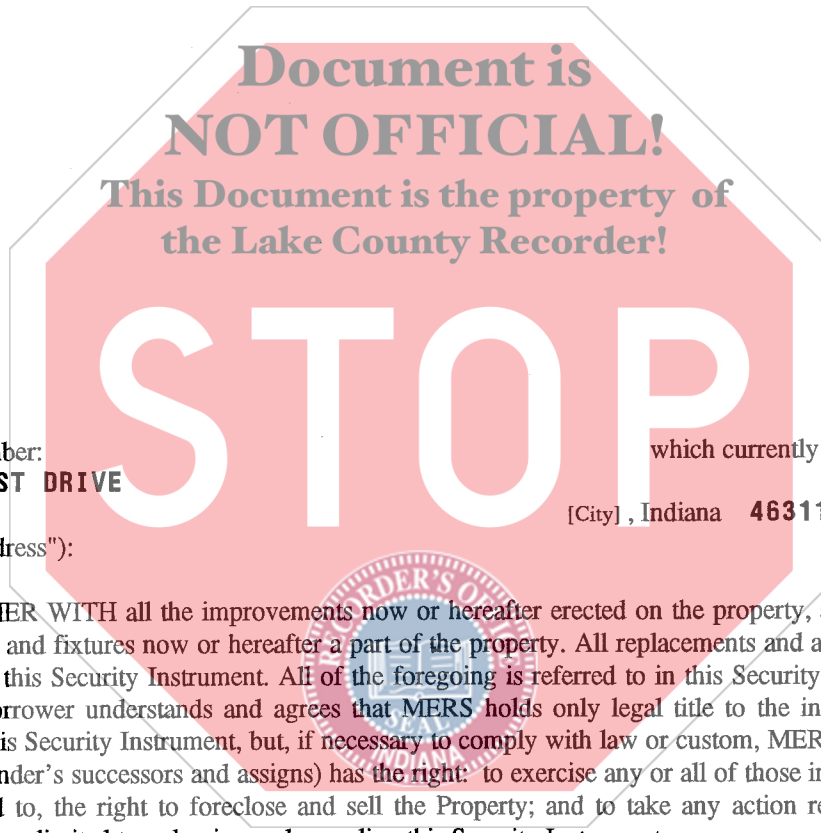 Document is
NOT OFFICIAL!
This Document is the property of
the Lake County Recorder!
STOP
ber: which currently
ST DRIVE
[City] , Indiana 46311
dress"):
RECORDER'S OFFICE
SEAL
INDIANA
IER WITH all the improvements now or hereafter erected on the property,
and fixtures now or hereafter a part of the property. All replacements and a
this Security Instrument. All of the foregoing is referred to in this Security
orrower understands and agrees that MERS holds only legal title to the in
is Security Instrument, but, if necessary to comply with law or custom, MER
nder's successors and assigns) has the right: to exercise any or all of those in
d to, the right to foreclose and sell the Property; and to take any action re
this Security Instrument